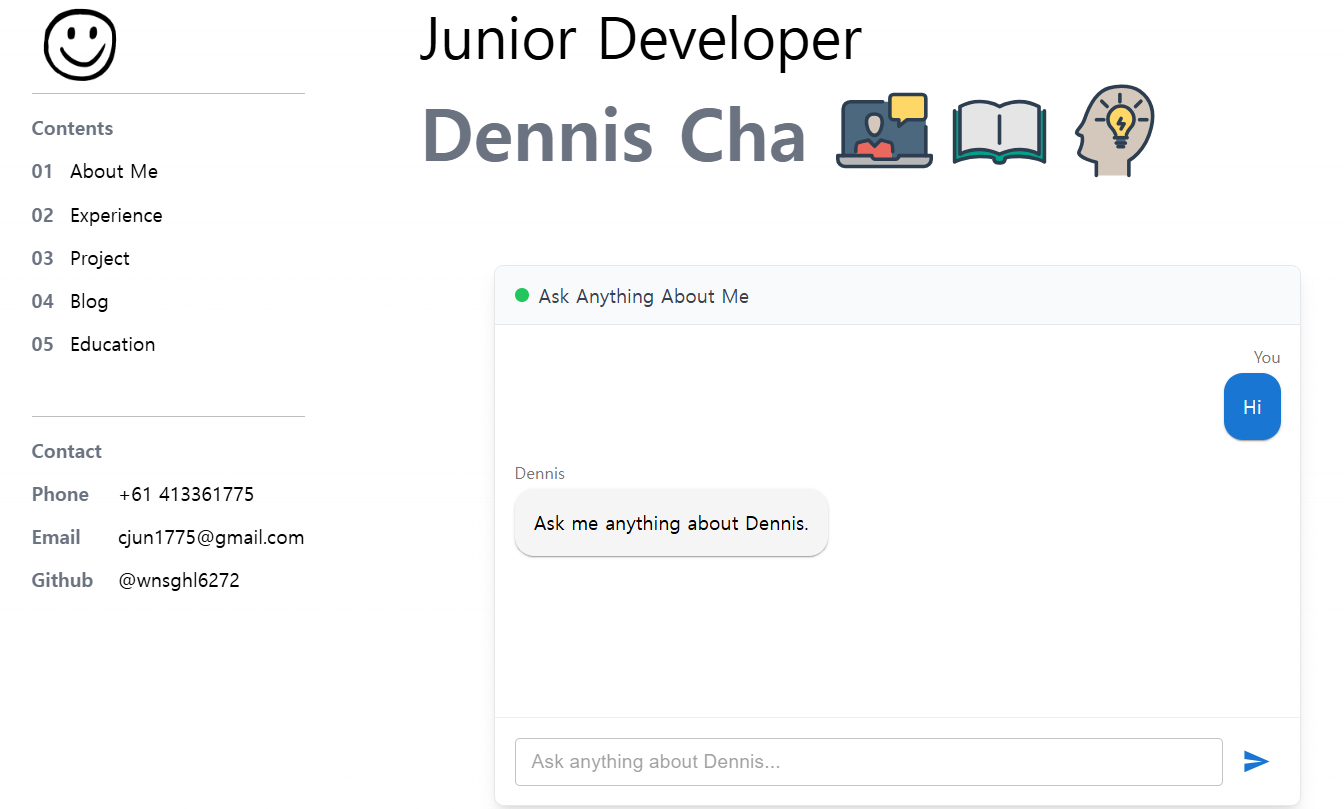 Junior Developer
Dennis Cha
Contents
01 About Me
02 Experience
03 Project
04 Blog
05 Education
Contact
Phone +61 413361775
Email cjun1775@gmail.com
Github @wnsghl6272
Ask Anything About Me
You
Hi
Dennis
Ask me anything about Dennis.
Ask anything about Dennis...